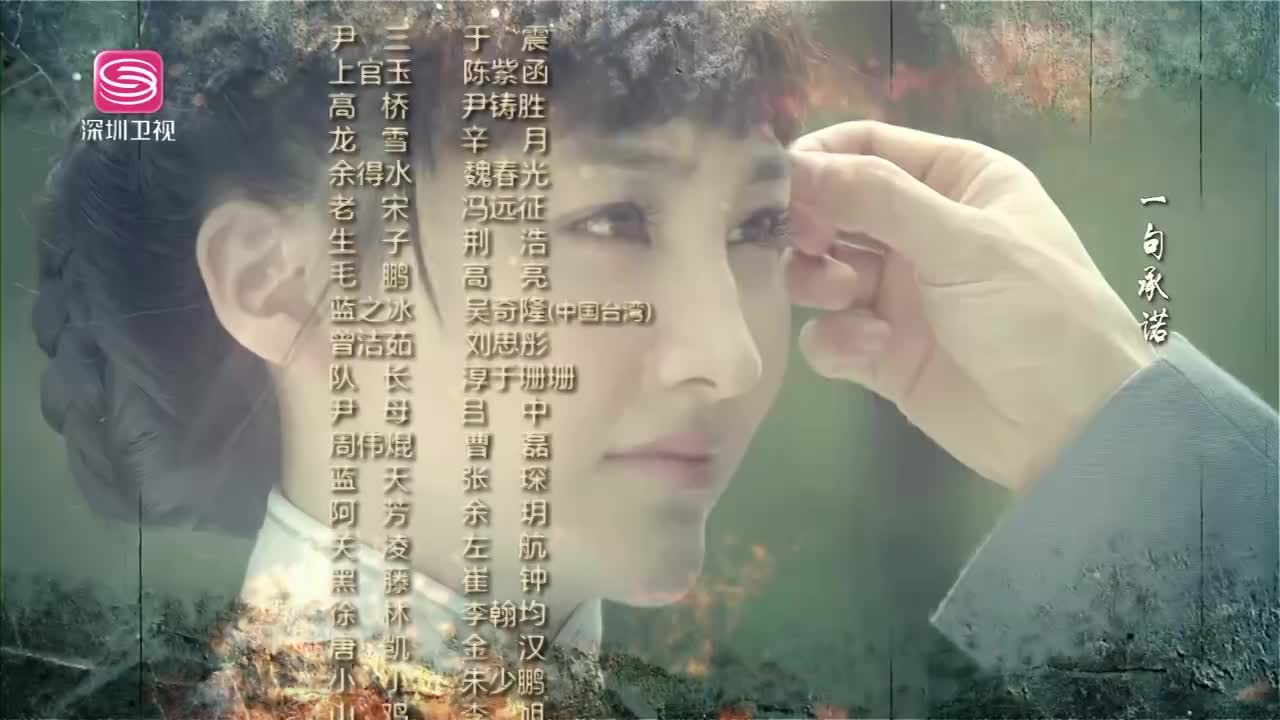 尹三 于震
上官玉 陈紫函
高桥 尹铸胜
龙雪 辛月
余得水 魏春光
老宋 冯远征
生子 荆浩
毛鹏 高亮
蓝之冰 吴奇隆(中国台湾)
曾洁茹 刘思彤
队长 淳于珊珊
尹母 吕中
周伟焜 曹磊
蓝天 张琛
阿芳 余玥
关凌 左航
黑藤 崔钟
徐林 李翰均
唐凯 金汉
小小 朱少鹏
山鸡 李旭
深圳卫视
一句承诺